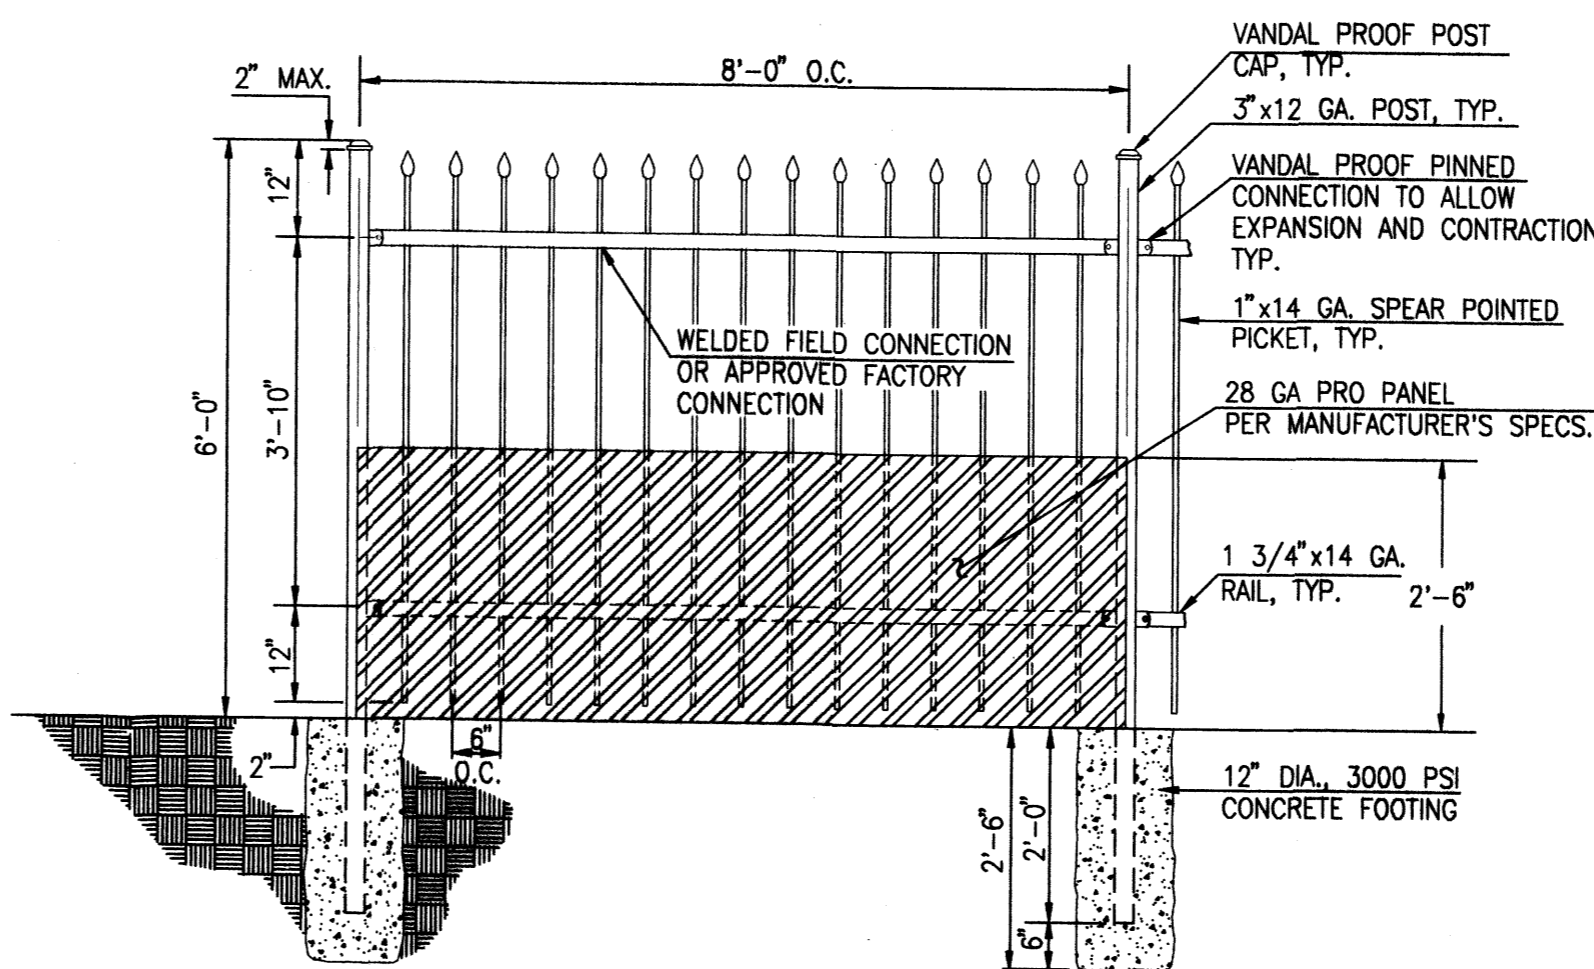 VANDAL PROOF POST
CAP, TYP.
8'-0" O.C.
2" MAX.
3"x12 GA. POST, TYP.
VANDAL PROOF PINNED
CONNECTION TO ALLOW
EXPANSION AND CONTRACTION
TYP.
12"
1"x14 GA. SPEAR POINTED
PICKET, TYP.
WELDED FIELD CONNECTION
OR APPROVED FACTORY
CONNECTION
6'-0"
3'-10"
28 GA PRO PANEL
PER MANUFACTURER'S SPECS.
1 3/4"x14 GA.
RAIL, TYP.
2'-6"
12"
2"
6"
O.C.
12" DIA., 3000 PSI
CONCRETE FOOTING
2'-6"
2'-0"
6"